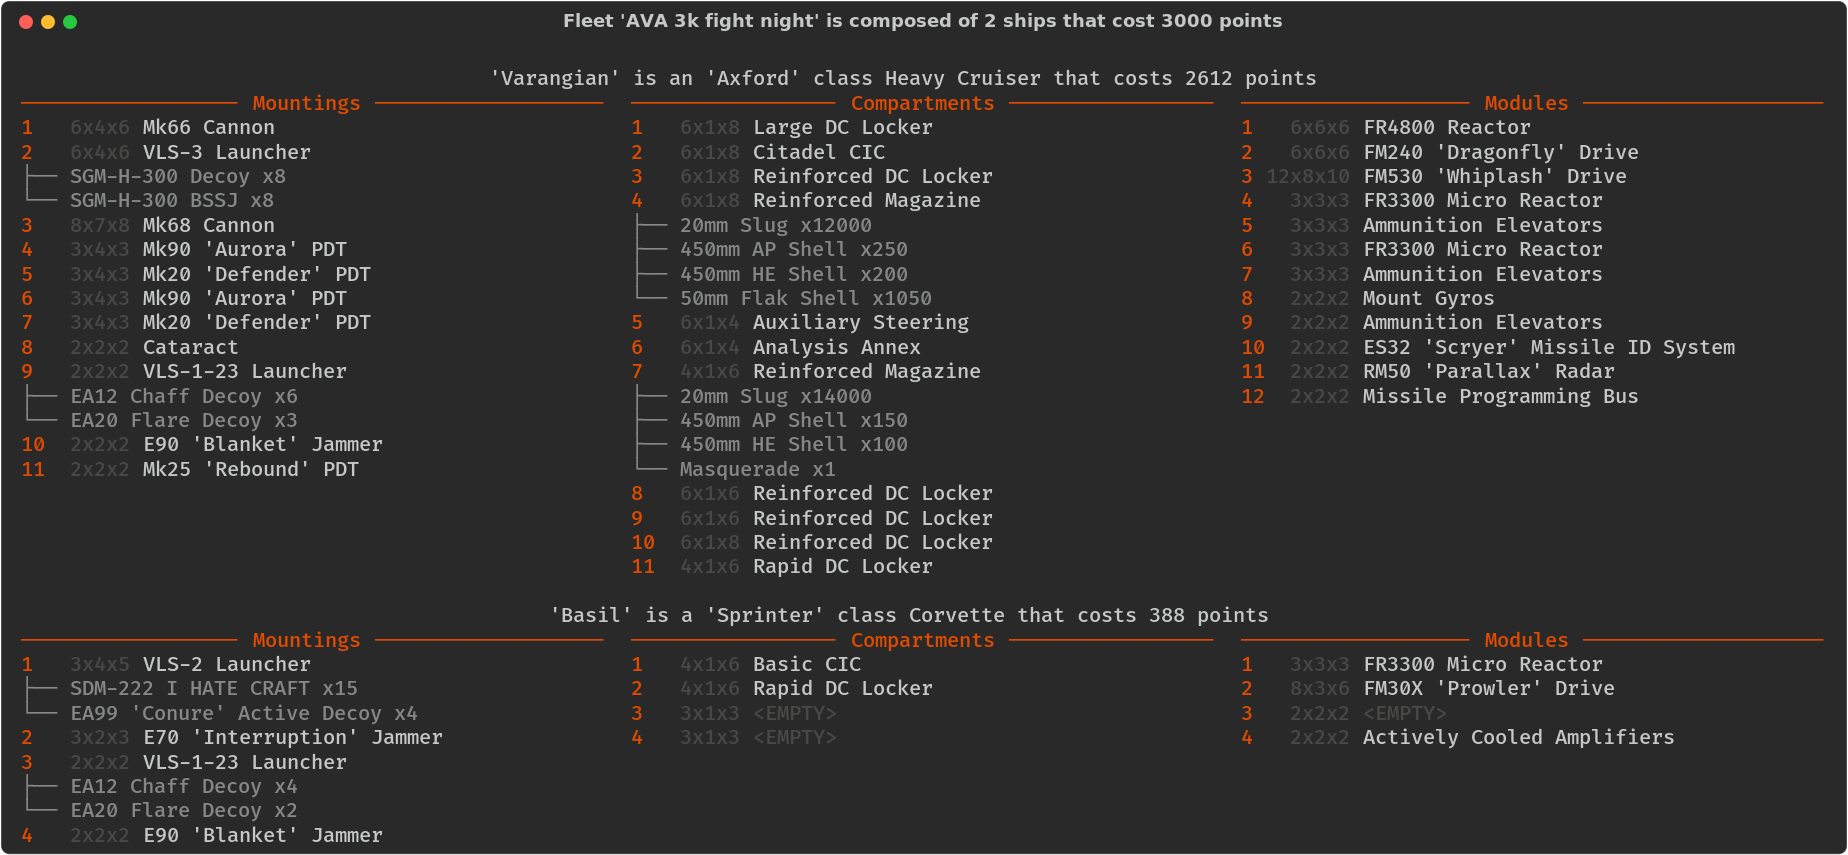 Fleet 'AVA 3k fight night' is composed of 2 ships that cost 3000 points
'Varangian' is an 'Axford' class Heavy Cruiser that costs 2612 points
Mountings
1 6x4x6 Mk66 Cannon
2 6x4x6 VLS-3 Launcher
SGM-H-300 Decoy x8
SGM-H-300 BSSJ x8
3 8x7x8 Mk68 Cannon
4 3x4x3 Mk90 'Aurora' PDT
5 3x4x3 Mk20 'Defender' PDT
6 3x4x3 Mk90 'Aurora' PDT
7 3x4x3 Mk20 'Defender' PDT
8 2x2x2 Cataract
9 2x2x2 VLS-1-23 Launcher
EA12 Chaff Decoy x6
EA20 Flare Decoy x3
10 2x2x2 E90 'Blanket' Jammer
11 2x2x2 Mk25 'Rebound' PDT
Compartments
1 6x1x8 Large DC Locker
2 6x1x8 Citadel CIC
3 6x1x8 Reinforced DC Locker
4 6x1x8 Reinforced Magazine
20mm Slug x12000
450mm AP Shell x250
450mm HE Shell x200
50mm Flak Shell x1050
5 6x1x4 Auxiliary Steering
6 6x1x4 Analysis Annex
7 4x1x6 Reinforced Magazine
20mm Slug x14000
450mm AP Shell x150
450mm HE Shell x100
Masquerade x1
8 6x1x6 Reinforced DC Locker
9 6x1x6 Reinforced DC Locker
10 6x1x8 Reinforced DC Locker
11 4x1x6 Rapid DC Locker
Modules
1 6x6x6 FR4800 Reactor
2 6x6x6 FM240 'Dragonfly' Drive
3 12x8x10 FM530 'Whiplash' Drive
4 3x3x3 FR3300 Micro Reactor
5 3x3x3 Ammunition Elevators
6 3x3x3 FR3300 Micro Reactor
7 3x3x3 Ammunition Elevators
8 2x2x2 Mount Gyros
9 2x2x2 Ammunition Elevators
10 2x2x2 ES32 'Scryer' Missile ID System
11 2x2x2 RM50 'Parallax' Radar
12 2x2x2 Missile Programming Bus
'Basil' is a 'Sprinter' class Corvette that costs 388 points
Mountings
1 3x4x5 VLS-2 Launcher
SDM-222 I HATE CRAFT x15
EA99 'Conure' Active Decoy x4
2 3x2x3 E70 'Interruption' Jammer
3 2x2x2 VLS-1-23 Launcher
EA12 Chaff Decoy x4
EA20 Flare Decoy x2
4 2x2x2 E90 'Blanket' Jammer
Compartments
1 4x1x6 Basic CIC
2 4x1x6 Rapid DC Locker
3 3x1x3 <EMPTY>
4 3x1x3 <EMPTY>
Modules
1 3x3x3 FR3300 Micro Reactor
2 8x3x6 FM30X 'Prowler' Drive
3 2x2x2 <EMPTY>
4 2x2x2 Actively Cooled Amplifiers